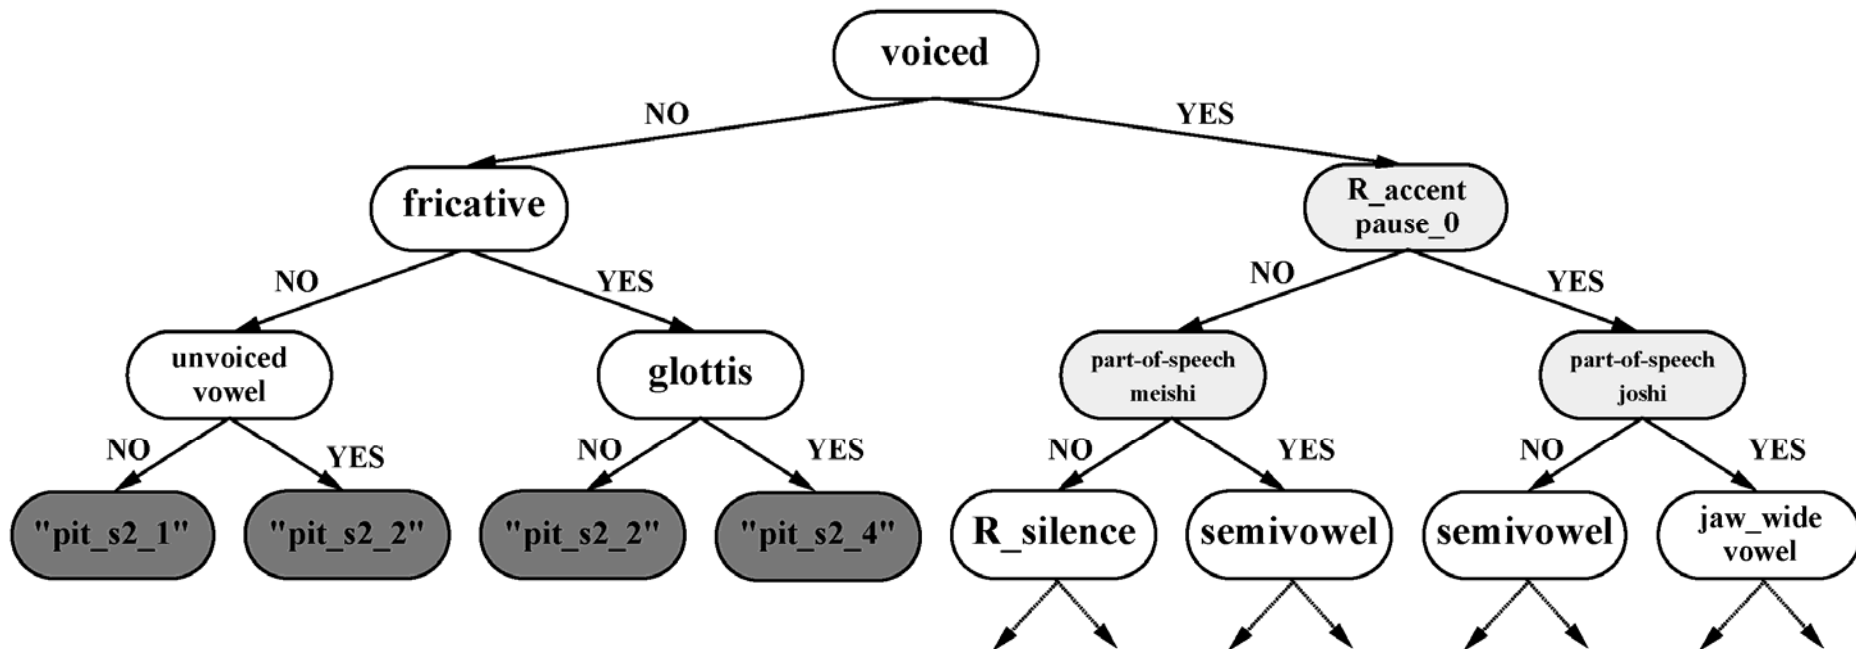 voiced
NO
YES
fricative
R_accent
pause_0
NO
YES
NO
YES
unvoiced
vowel
glottis
part-of-speech
meishi
part-of-speech
joshi
NO
YES
NO
YES
NO
YES
NO
YES
"pit_s2_1"
"pit_s2_2"
"pit_s2_2"
"pit_s2_4"
R_silence
semivowel
semivowel
jaw_wide
vowel